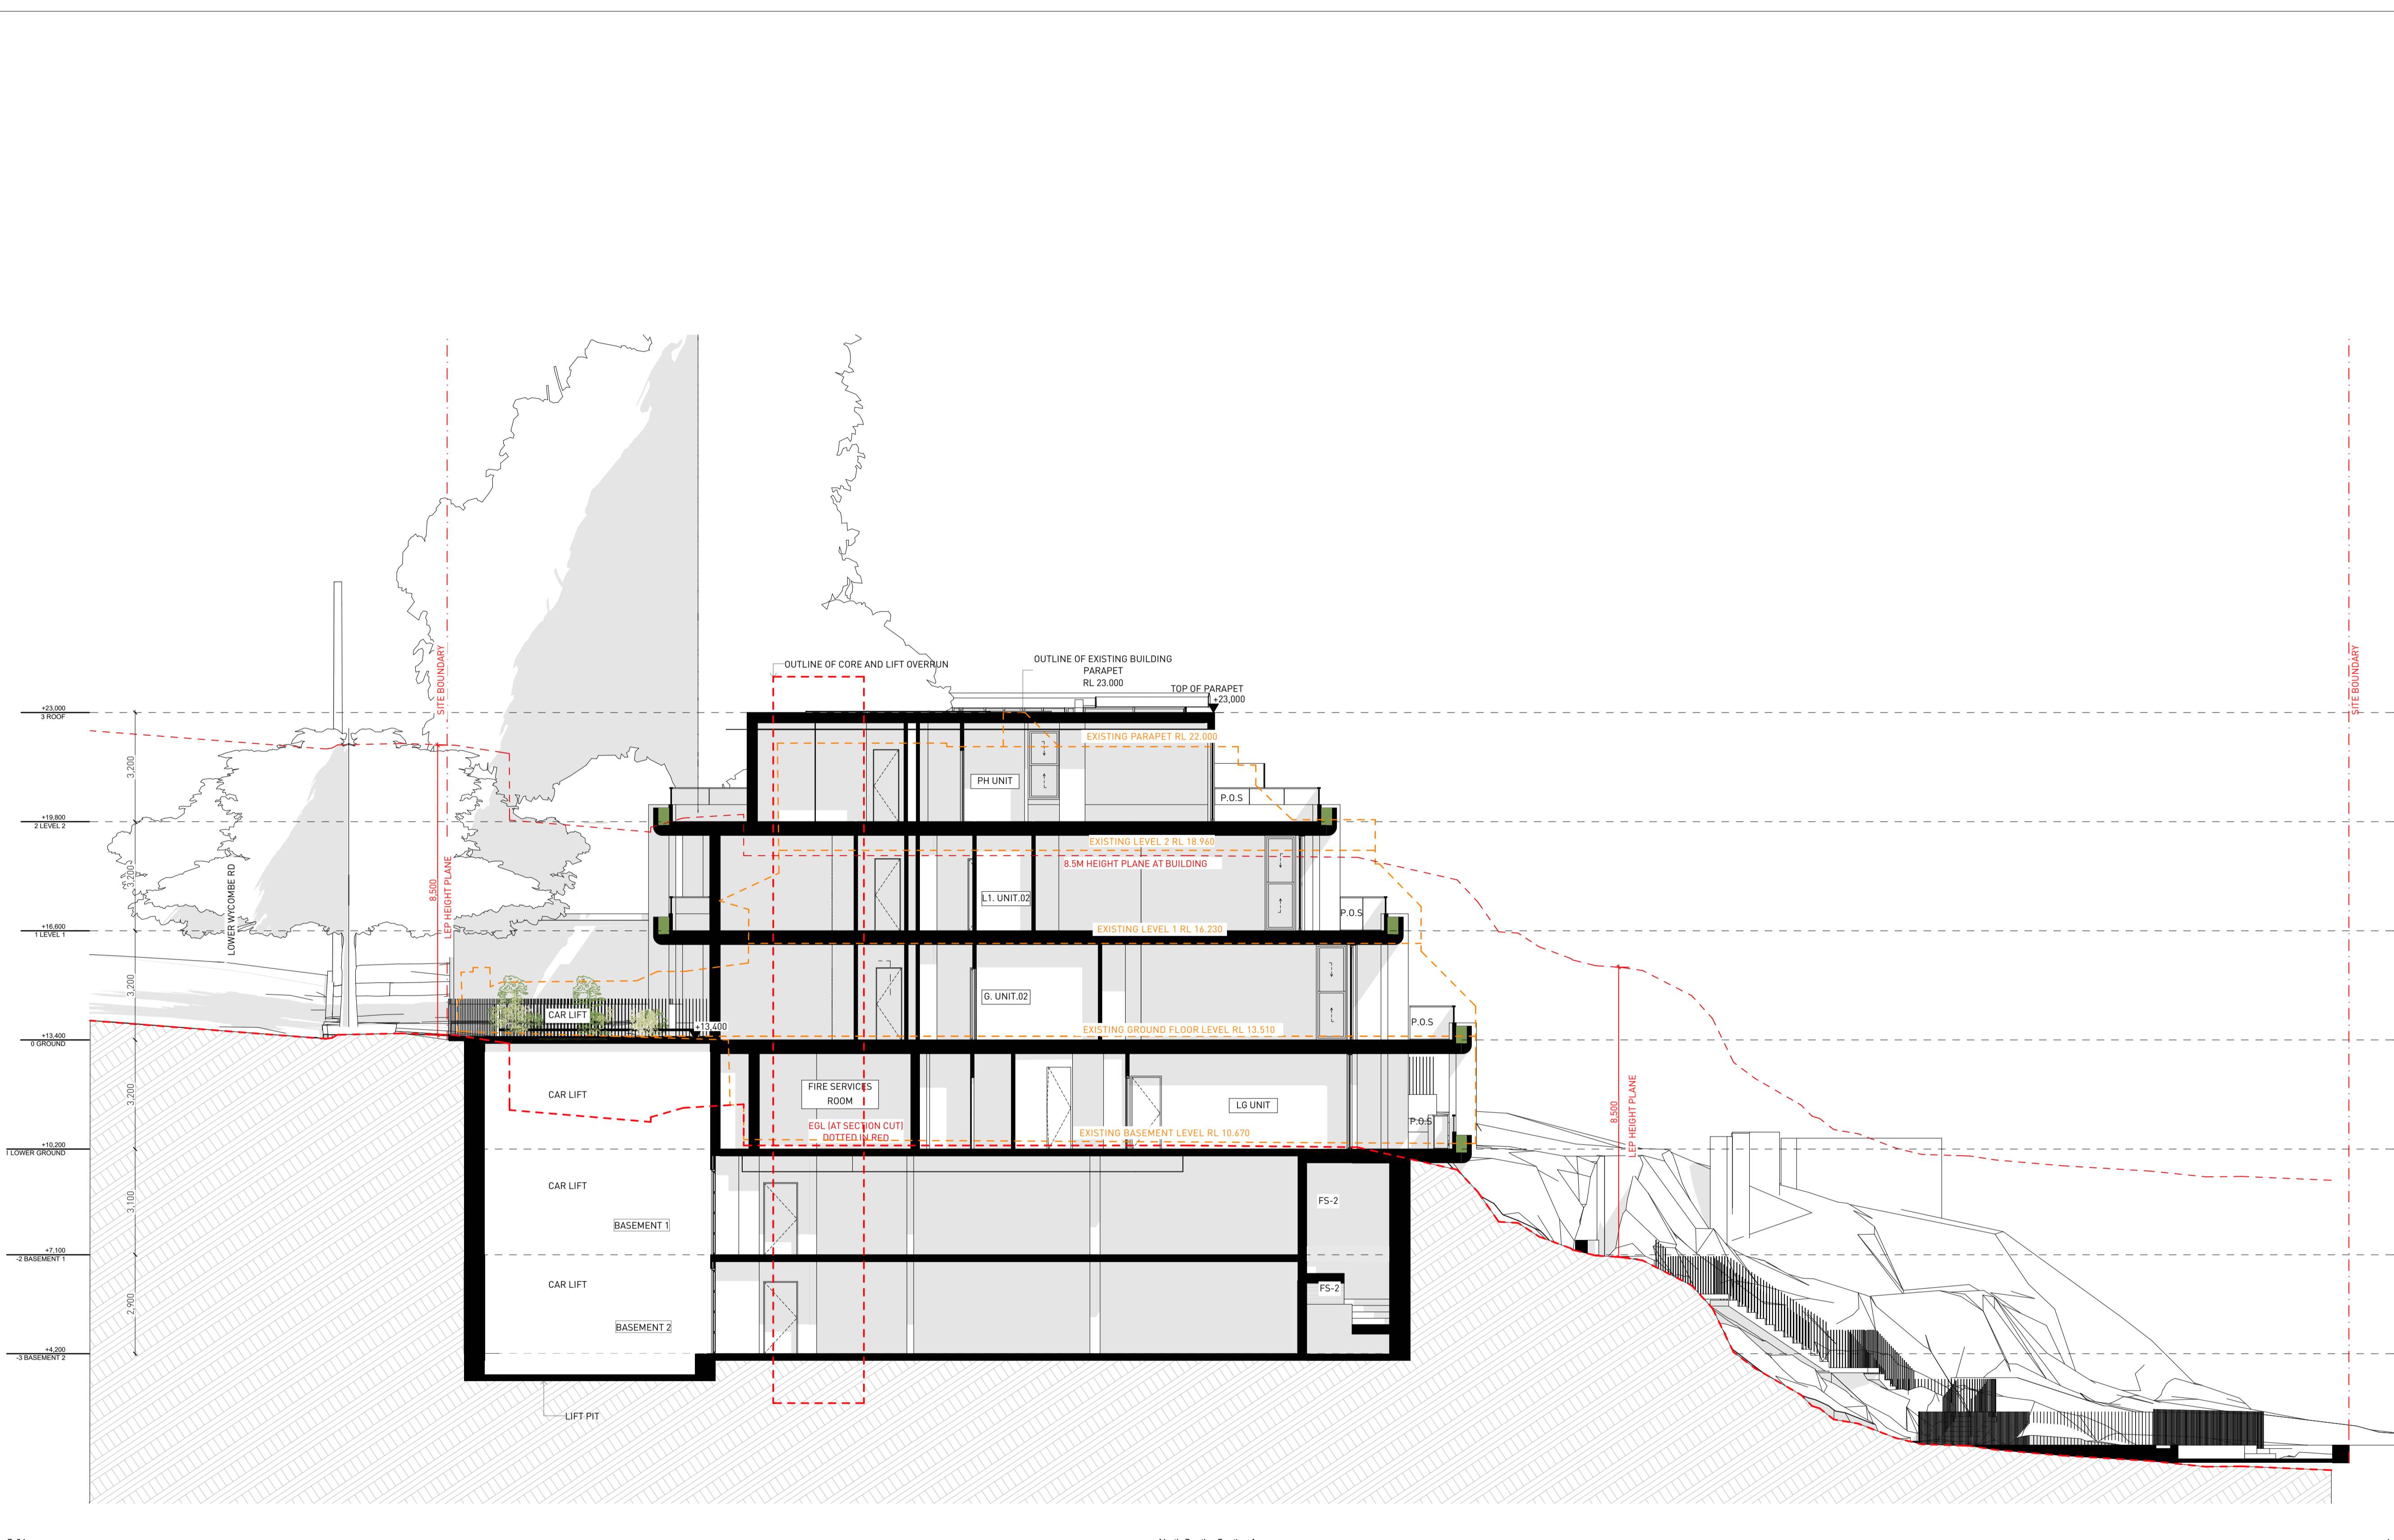 OUTLINE OF CORE AND LIFT OVERRUN
OUTLINE OF EXISTING BUILDING
PARAPET
RL 23.000
TOP OF PARAPET
+23,000
SITE BOUNDARY
SITE BOUNDARY
+23,000
3 ROOF
3,200
EXISTING PARAPET RL 22.000
PH UNIT
P.O.S
+19,800
2 LEVEL 2
3,200
EXISTING LEVEL 2 RL 18.960
8.5M HEIGHT PLANE AT BUILDING
8,500
LEP HEIGHT PLANE
LOWER WYCOMBE RD
L1. UNIT.02
P.O.S
+16,600
1 LEVEL 1
EXISTING LEVEL 1 RL 16.230
3,200
G. UNIT.02
CAR LIFT
+13,400
P.O.S
EXISTING GROUND FLOOR LEVEL RL 13.510
+13,400
0 GROUND
3,200
CAR LIFT
FIRE SERVICES
ROOM
LG UNIT
P.O.S
8,500
LEP HEIGHT PLANE
EGL (AT SECTION CUT)
DOTTED IN RED
EXISTING BASEMENT LEVEL RL 10.670
+10,200
1 LOWER GROUND
3,100
CAR LIFT
FS-2
BASEMENT 1
+7,100
-2 BASEMENT 1
2,900
CAR LIFT
FS-2
BASEMENT 2
+4,200
-3 BASEMENT 2
LIFT PIT